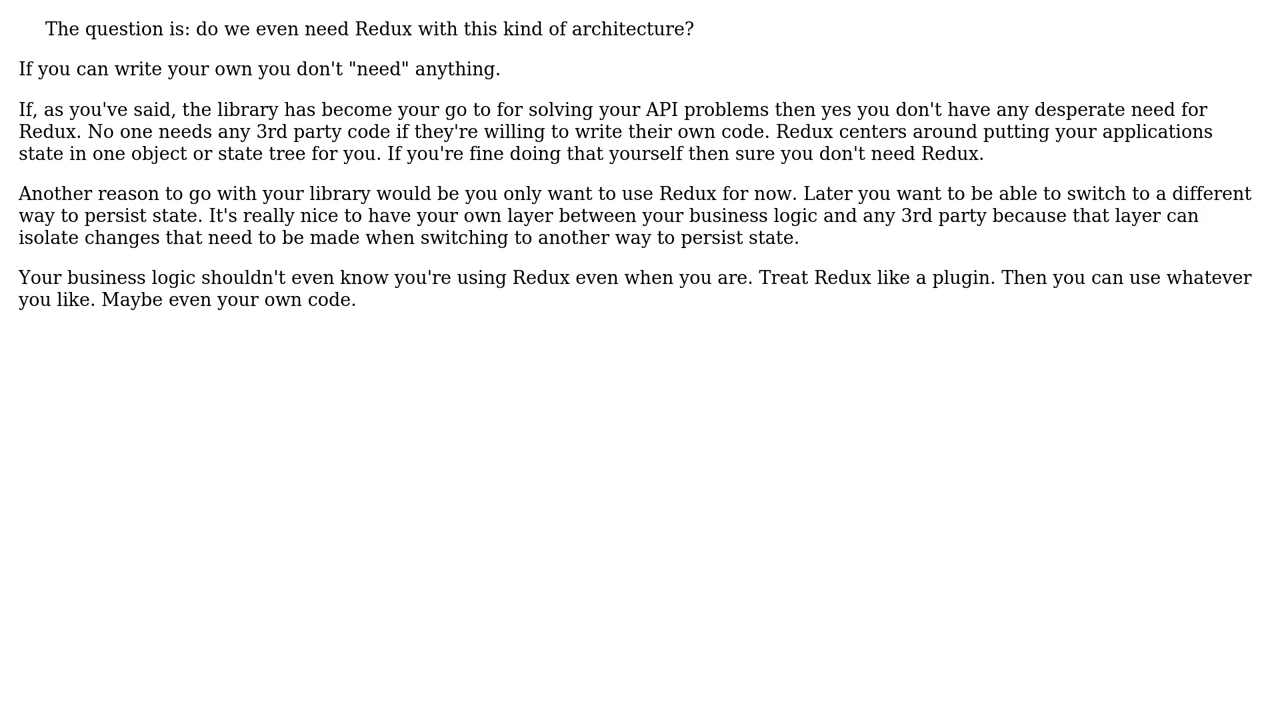 The question is: do we even need Redux with this kind of architecture?
If you can write your own you don't "need" anything.
If, as you've said, the library has become your go to for solving your API problems then yes you don't have any desperate need for
Redux. No one needs any 3rd party code if they're willing to write their own code. Redux centers around putting your applications
state in one object or state tree for you. If you're fine doing that yourself then sure you don't need Redux.
Another reason to go with your library would be you only want to use Redux for now. Later you want to be able to switch to a different
way to persist state. It's really nice to have your own layer between your business logic and any 3rd party because that layer can
isolate changes that need to be made when switching to another way to persist state.
Your business logic shouldn't even know you're using Redux even when you are. Treat Redux like a plugin. Then you can use whatever
you like. Maybe even your own code.